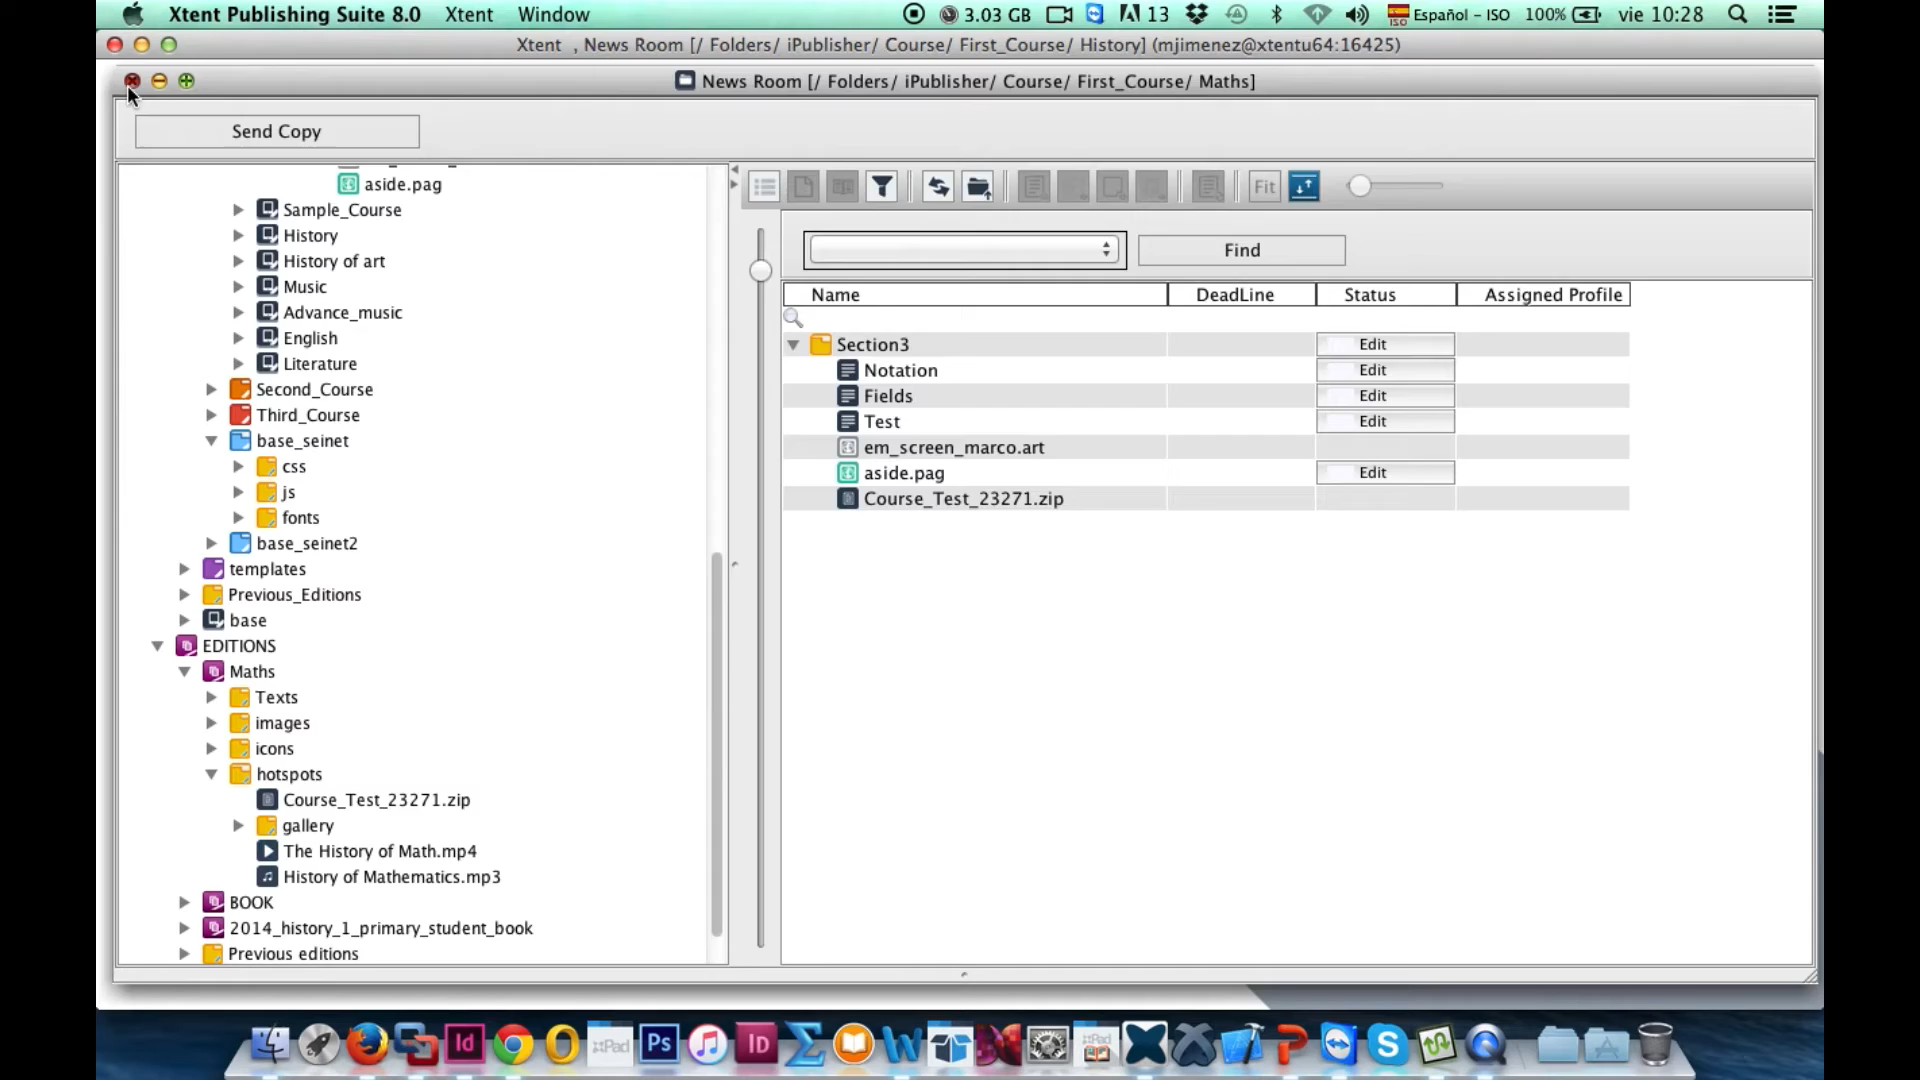 Xtent Publishing Suite 8.0 Xtent Window 3.03 GB 13 Español - ISO 100% vie 10:28
Xtent , News Room [/ Folders/ iPublisher/ Course/ First_Course/ History] (mjimenez@xtentu64:16425)
News Room [/ Folders/ iPublisher/ Course/ First_Course/ Maths]
Send Copy
aside.pag
Sample_Course
History
History of art
Music
Advance_music
English
Literature
Second_Course
Third_Course
base_seinet
css
js
fonts
base_seinet2
templates
Previous_Editions
base
EDITIONS
Maths
Texts
images
icons
hotspots
Course_Test_23271.zip
gallery
The History of Math.mp4
History of Mathematics.mp3
BOOK
2014_history_1_primary_student_book
Previous editions
Fit
Find
Name DeadLine Status Assigned Profile
Section3 Edit
Notation Edit
Fields Edit
Test Edit
em_screen_marco.art
aside.pag Edit
Course_Test_23271.zip
Id xPad Ps ID xPad